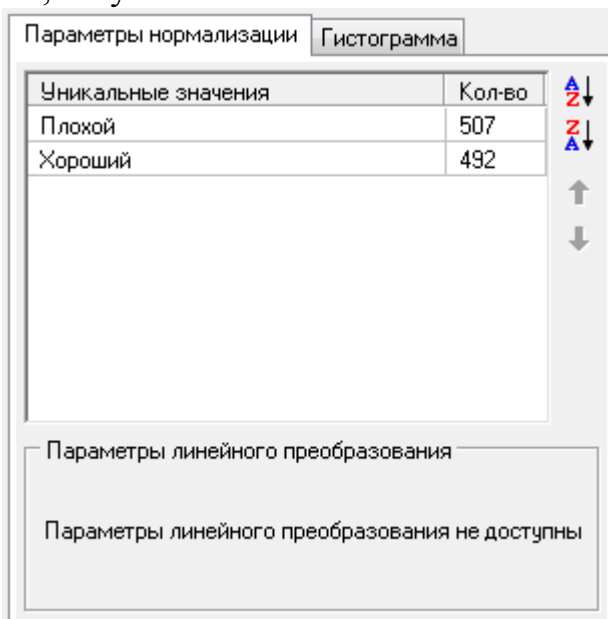 Параметры нормализации Гистограмма
Уникальные значения Кол-во
Плохой 507
Хороший 492
Параметры линейного преобразования
Параметры линейного преобразования не доступны